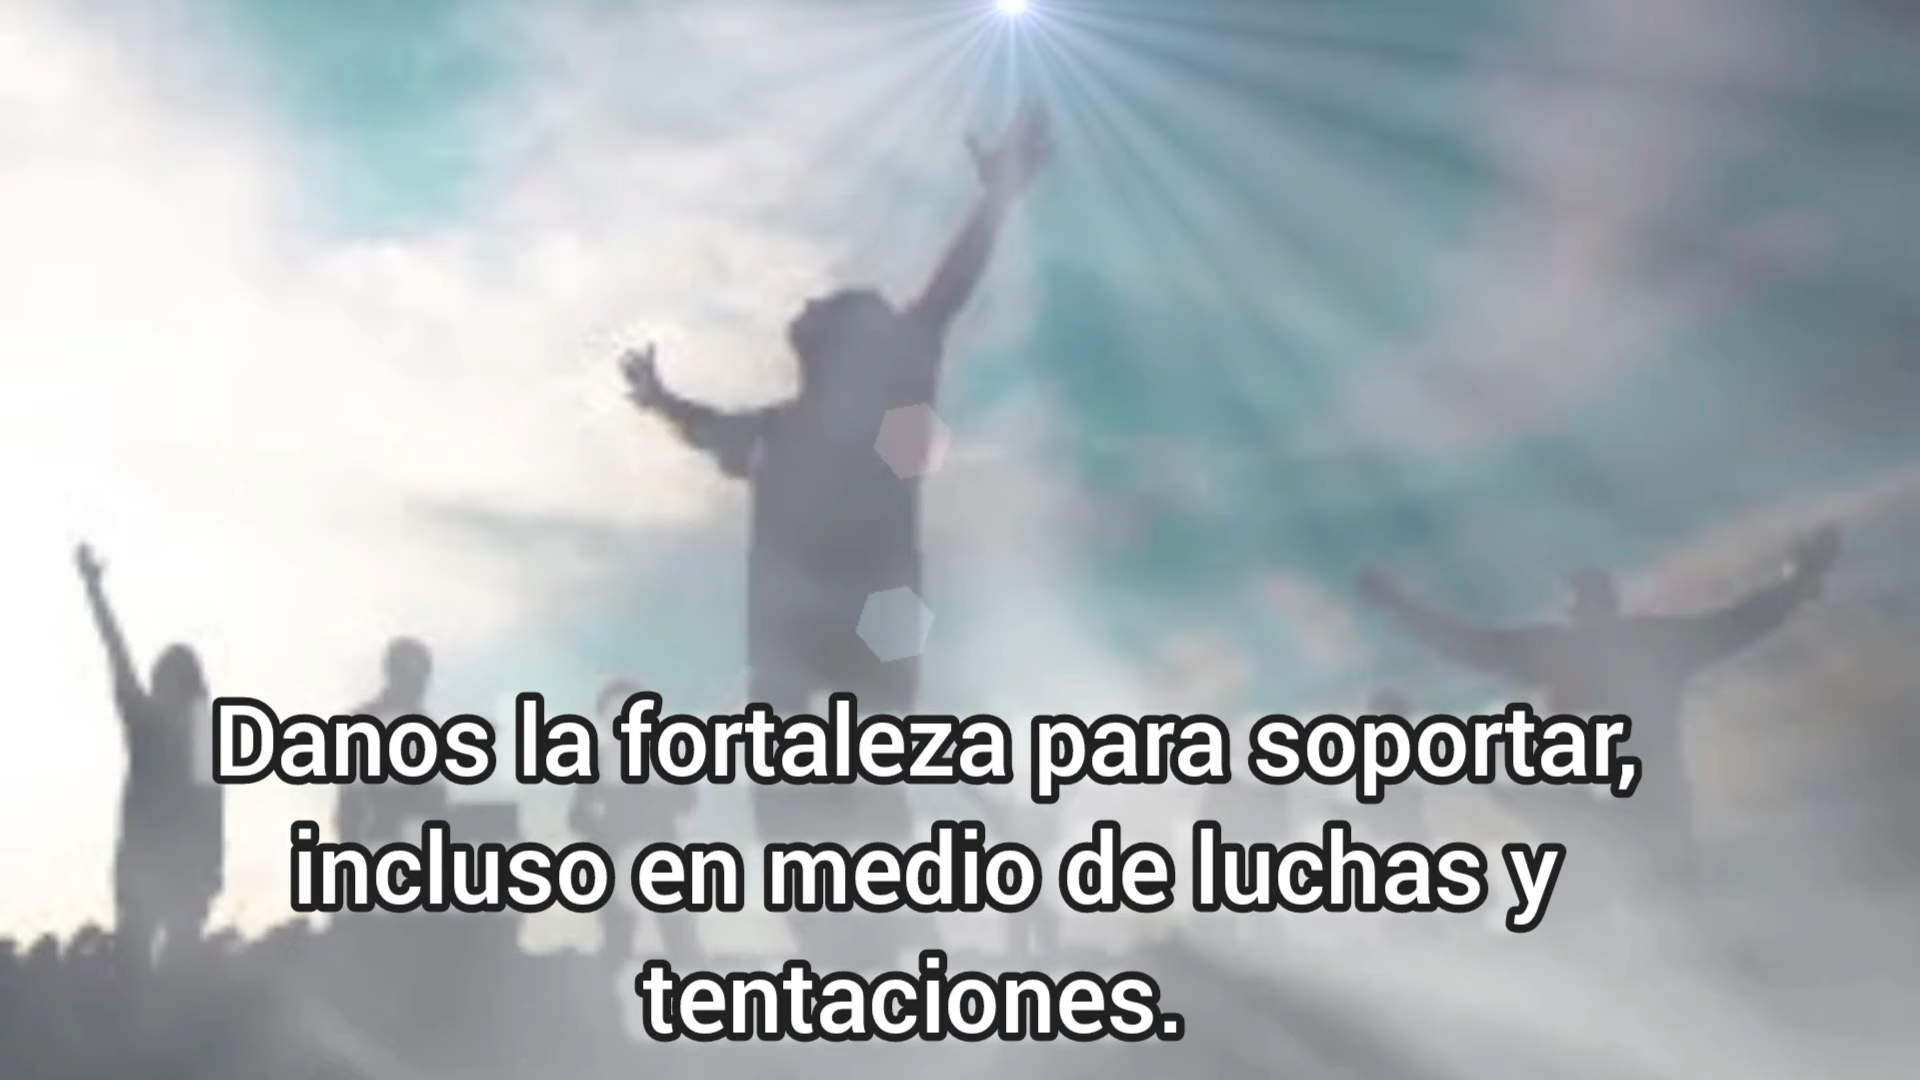 Danos la fortaleza para soportar,
incluso en medio de luchas y
tentaciones.